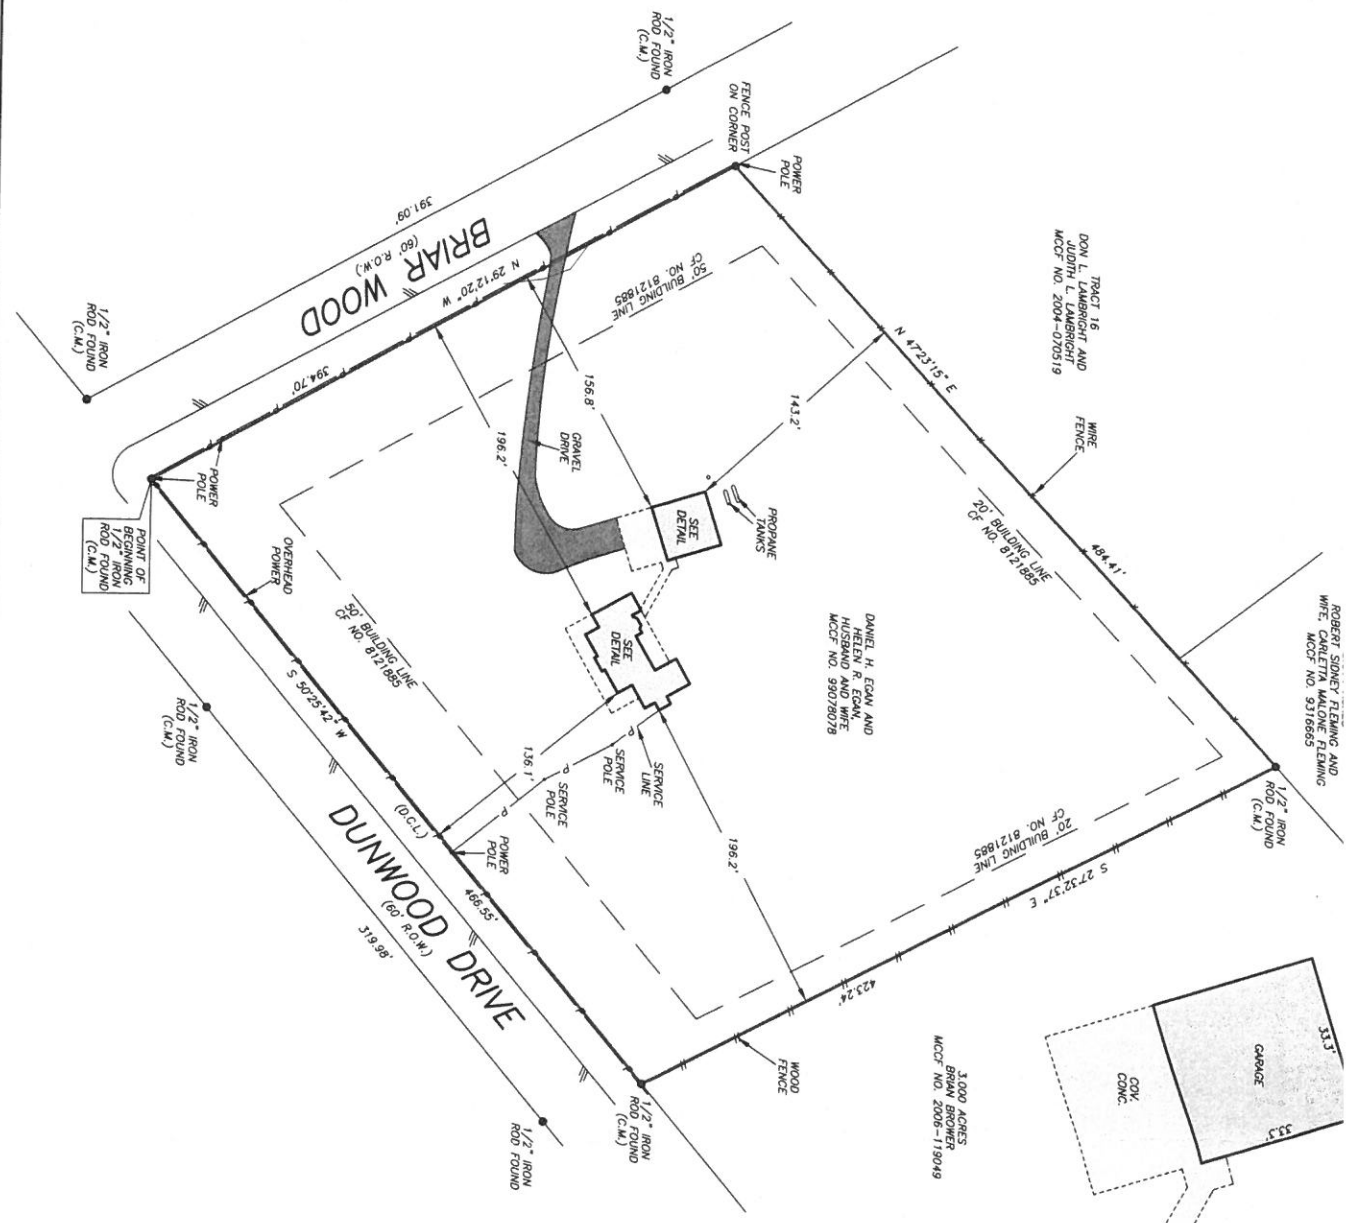 1/2" IRON
ROD FOUND
(C.M.)
FENCE POST
ON CORNER
POWER
POLE
TRACT 16
DON L. LAMBRIGHT AND
JUDITH L. LAMBRIGHT
MCCF NO. 2004-070519
391.09'
BRIAR WOOD
(60' R.O.W.)
N 29°12'20" W
394.70'
50' BUILDING LINE
CF NO. 8121885
N 47°23'15" E
WIRE
FENCE
484.41'
20' BUILDING LINE
CF NO. 8121885
ROBERT SIDNEY FLEMING AND
WIFE, CARLETTA MALONE FLEMING
MCCF NO. 9316665
1/2" IRON
ROD FOUND
(C.M.)
156.8'
143.2'
196.2'
GRAVEL
DRIVE
SEE
DETAIL
PROPANE
TANKS
SEE
DETAIL
DANIEL H. EGAN AND
HELEN R. EGAN,
HUSBAND AND WIFE
MCCF NO. 99078078
1/2" IRON
ROD FOUND
(C.M.)
POWER
POLE
POINT OF
BEGINNING
1/2" IRON
ROD FOUND
(C.M.)
OVERHEAD
POWER
50' BUILDING LINE
CF NO. 8121885
S 50°25'42" W
1/2" IRON
ROD FOUND
(C.M.)
136.1'
SERVICE
LINE
SERVICE
POLE
SERVICE
POLE
(D.C.L.)
POWER
POLE
466.55'
DUNWOOD DRIVE
(60' R.O.W.)
319.98'
196.2'
20' BUILDING LINE
CF NO. 8121885
S 27°32'37" E
423.24'
WOOD
FENCE
3.000 ACRES
BRIAN BROWER
MCCF NO. 2006-119049
1/2" IRON
ROD FOUND
(C.M.)
1/2" IRON
ROD FOUND
33.3'
GARAGE
33.3'
COV.
CONC.